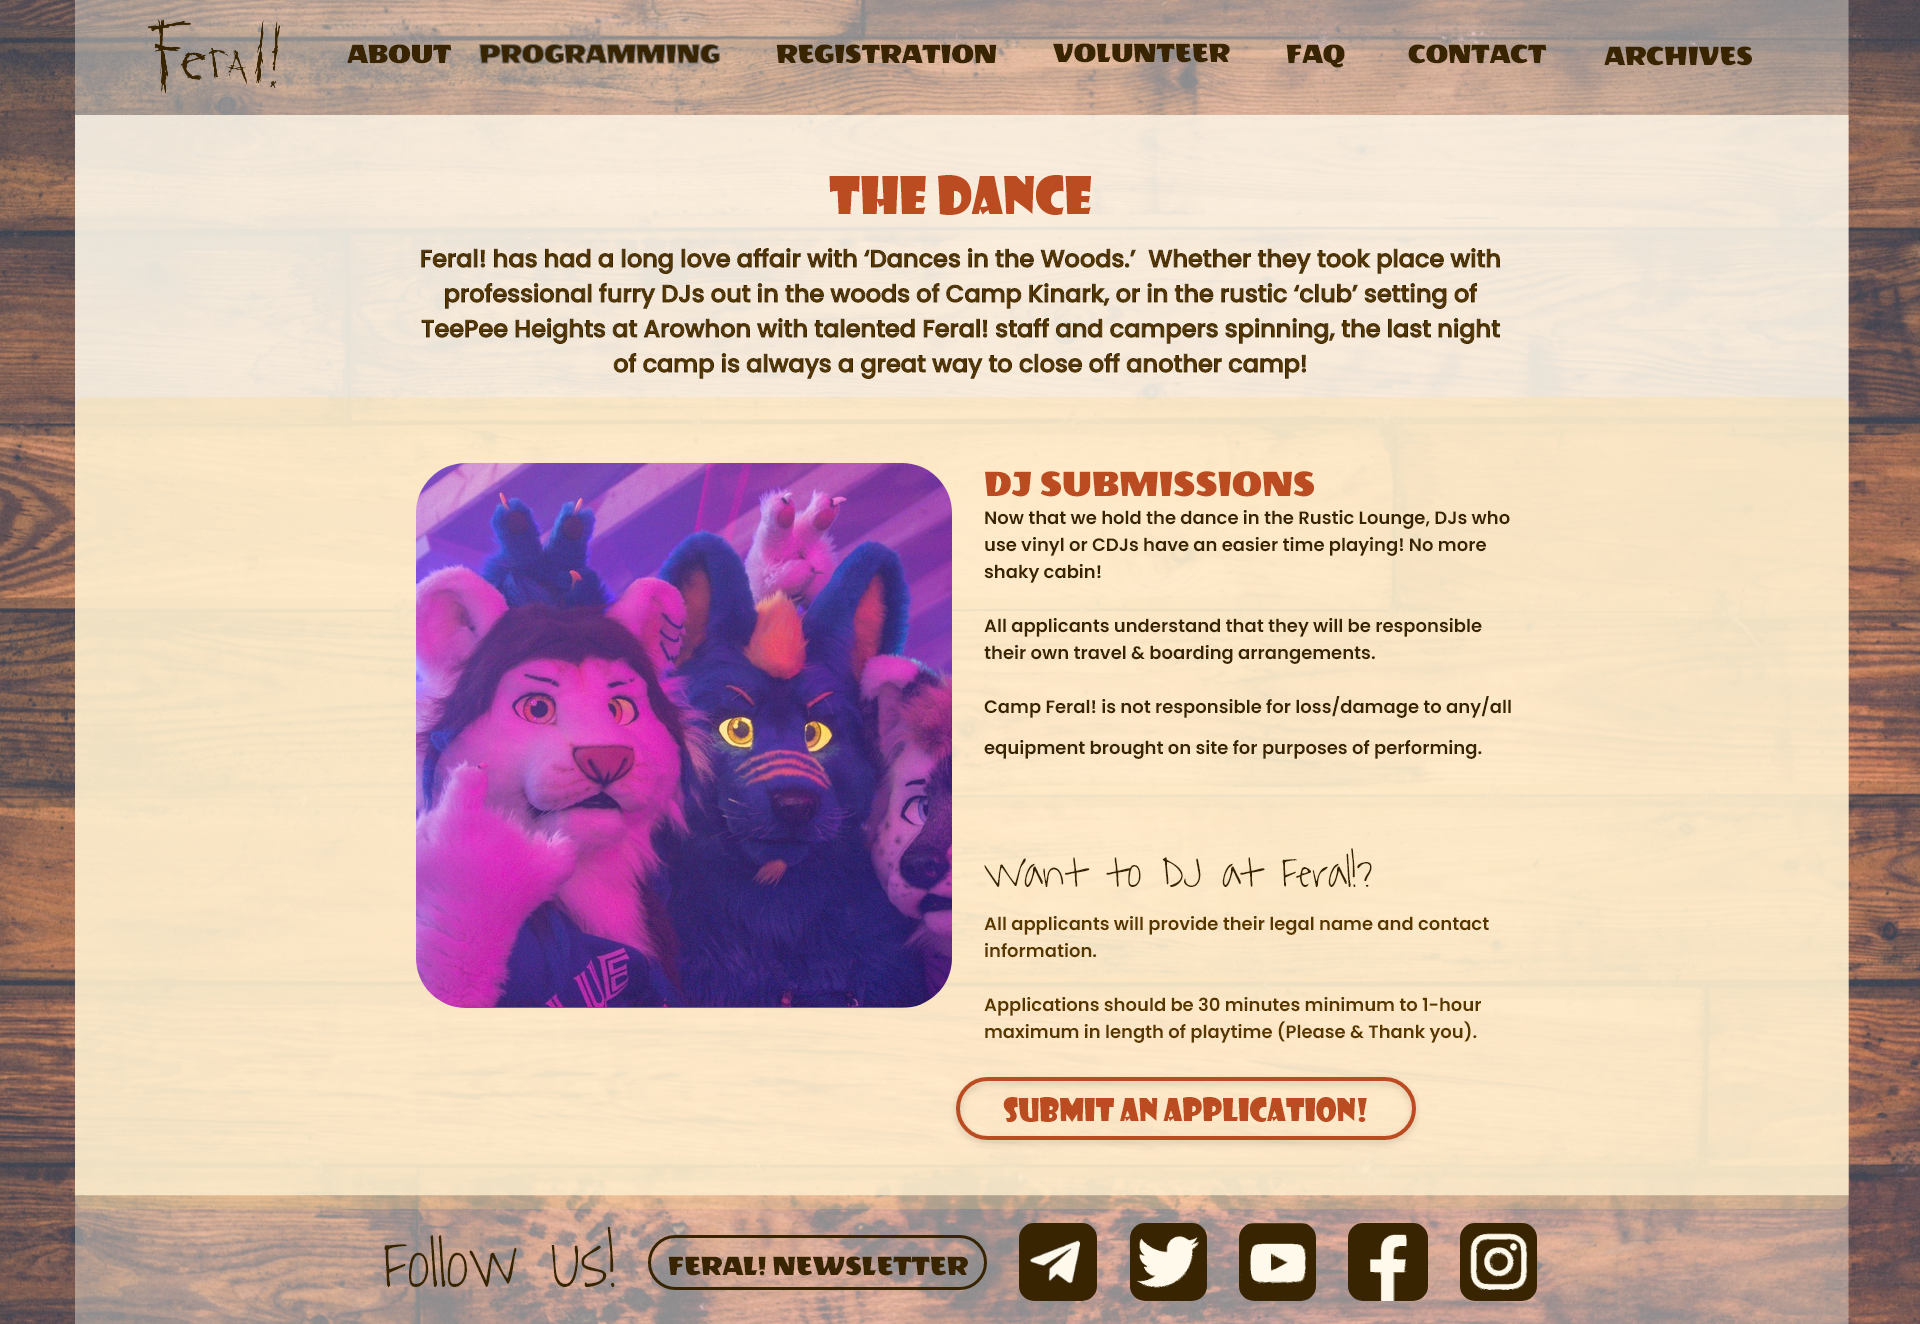 Feral!
ABOUT
PROGRAMMING
REGISTRATION
VOLUNTEER
FAQ
CONTACT
ARCHIVES
THE DANCE
Feral! has had a long love affair with ‘Dances in the Woods.’  Whether they took place with
professional furry DJs out in the woods of Camp Kinark, or in the rustic ‘club’ setting of
TeePee Heights at Arowhon with talented Feral! staff and campers spinning, the last night
of camp is always a great way to close off another camp!
DJ SUBMISSIONS
Now that we hold the dance in the Rustic Lounge, DJs who
use vinyl or CDJs have an easier time playing! No more
shaky cabin!
All applicants understand that they will be responsible
their own travel & boarding arrangements.
Camp Feral! is not responsible for loss/damage to any/all
equipment brought on site for purposes of performing.
Want to DJ at Feral!?
All applicants will provide their legal name and contact
information.
Applications should be 30 minutes minimum to 1-hour
maximum in length of playtime (Please & Thank you).
SUBMIT AN APPLICATION!
Follow Us!
FERAL! NEWSLETTER